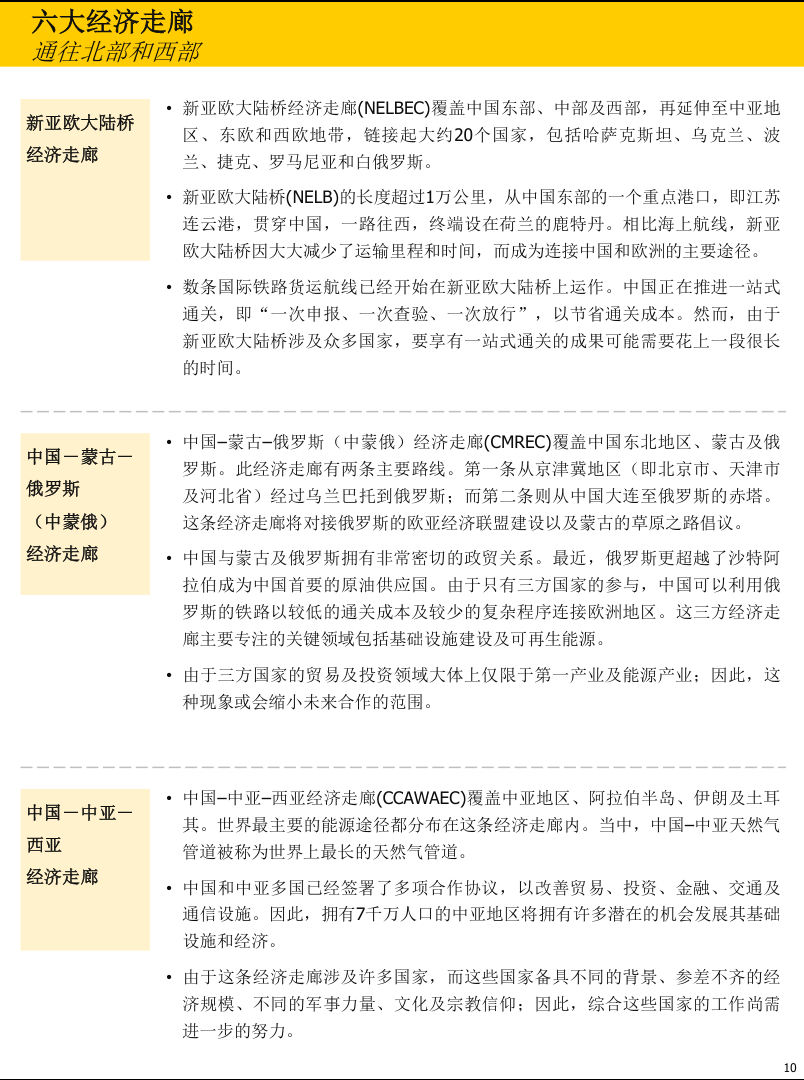 六大经济走廊
通往北部和西部
新亚欧大陆桥
经济走廊
• 新亚欧大陆桥经济走廊(NELBEC)覆盖中国东部、中部及西部，再延伸至中亚地
区、东欧和西欧地带，链接起大约20个国家，包括哈萨克斯坦、乌克兰、波
兰、捷克、罗马尼亚和白俄罗斯。
• 新亚欧大陆桥(NELB)的长度超过1万公里，从中国东部的一个重点港口，即江苏
连云港，贯穿中国，一路往西，终端设在荷兰的鹿特丹。相比海上航线，新亚
欧大陆桥因大大减少了运输里程和时间，而成为连接中国和欧洲的主要途径。
• 数条国际铁路货运航线已经开始在新亚欧大陆桥上运作。中国正在推进一站式
通关，即“一次申报、一次查验、一次放行”，以节省通关成本。然而，由于
新亚欧大陆桥涉及众多国家，要享有一站式通关的成果可能需要花上一段很长
的时间。
中国－蒙古－
俄罗斯
（中蒙俄）
经济走廊
• 中国–蒙古–俄罗斯（中蒙俄）经济走廊(CMREC)覆盖中国东北地区、蒙古及俄
罗斯。此经济走廊有两条主要路线。第一条从京津冀地区（即北京市、天津市
及河北省）经过乌兰巴托到俄罗斯；而第二条则从中国大连至俄罗斯的赤塔。
这条经济走廊将对接俄罗斯的欧亚经济联盟建设以及蒙古的草原之路倡议。
• 中国与蒙古及俄罗斯拥有非常密切的政贸关系。最近，俄罗斯更超越了沙特阿
拉伯成为中国首要的原油供应国。由于只有三方国家的参与，中国可以利用俄
罗斯的铁路以较低的通关成本及较少的复杂程序连接欧洲地区。这三方经济走
廊主要专注的关键领域包括基础设施建设及可再生能源。
• 由于三方国家的贸易及投资领域大体上仅限于第一产业及能源产业；因此，这
种现象或会缩小未来合作的范围。
中国－中亚－
西亚
经济走廊
• 中国–中亚–西亚经济走廊(CCAWAEC)覆盖中亚地区、阿拉伯半岛、伊朗及土耳
其。世界最主要的能源途径都分布在这条经济走廊内。当中，中国–中亚天然气
管道被称为世界上最长的天然气管道。
• 中国和中亚多国已经签署了多项合作协议，以改善贸易、投资、金融、交通及
通信设施。因此，拥有7千万人口的中亚地区将拥有许多潜在的机会发展其基础
设施和经济。
• 由于这条经济走廊涉及许多国家，而这些国家备具不同的背景、参差不齐的经
济规模、不同的军事力量、文化及宗教信仰；因此，综合这些国家的工作尚需
进一步的努力。
10